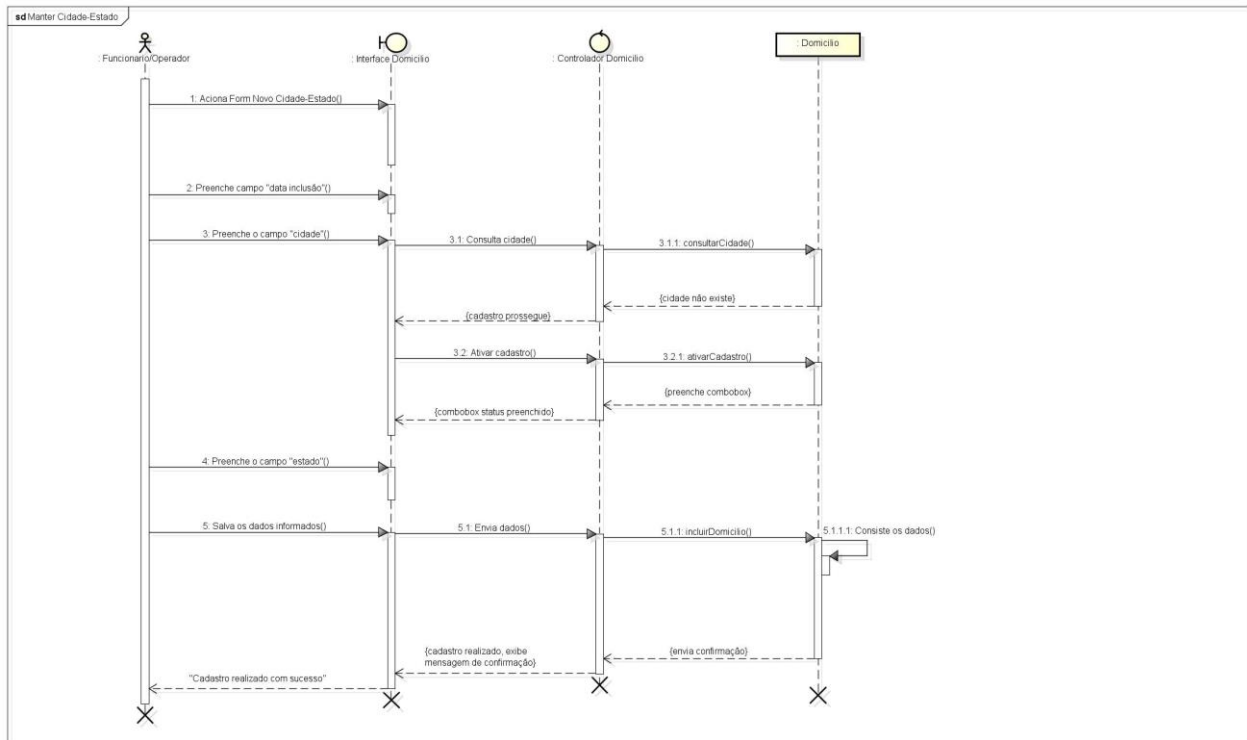 sd Manter Cidade-Estado
: Funcionario/Operador
: Interface Domicilio
: Controlador Domicilio
: Domicilio
1: Aciona Form Novo Cidade-Estado()
2: Preenche campo "data inclusão"()
3: Preenche o campo "cidade"()
3.1: Consulta cidade()
3.1.1: consultarCidade()
{cidade não existe}
{cadastro prossegue}
3.2: Ativar cadastro()
3.2.1: ativarCadastro()
{preenche combobox}
{combobox status preenchido}
4: Preenche o campo "estado"()
5: Salva os dados informados()
5.1: Envia dados()
5.1.1: incluirDomicilio()
5.1.1.1: Consiste os dados()
{cadastro realizado, exibe
mensagem de confirmação}
{envia confirmação}
"Cadastro realizado com sucesso"